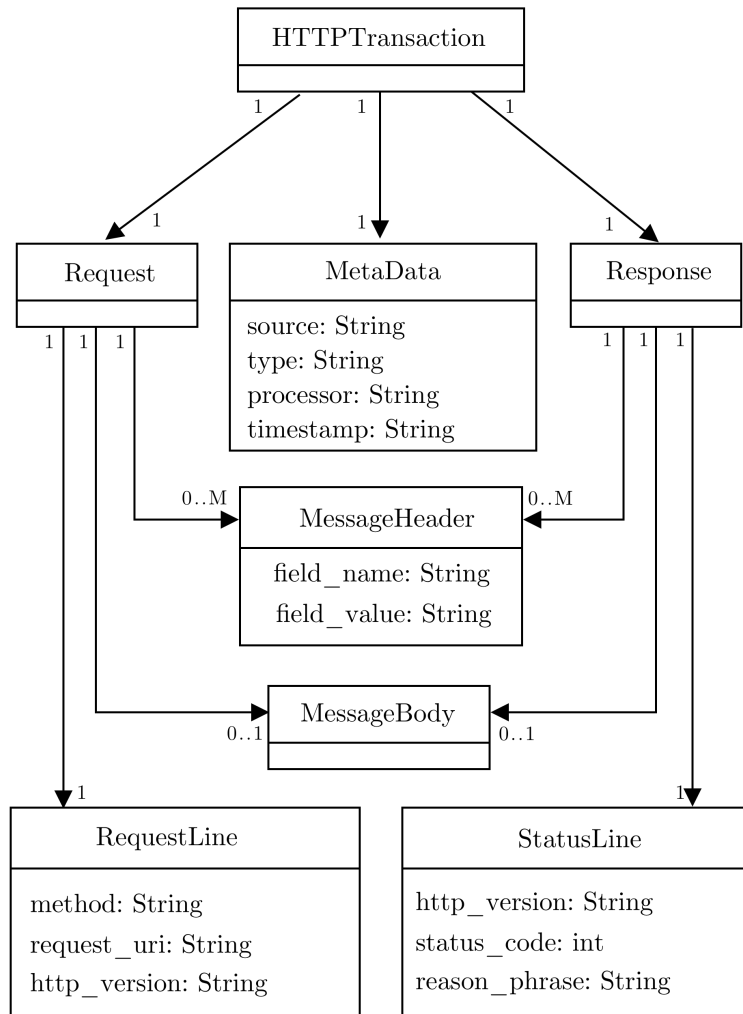 HTTPTransaction
1 1 1
1 1 1
Request MetaData Response
source: String
type: String
processor: String
timestamp: String
1 1 1 1 1 1
0..M 0..M
MessageHeader
field_name: String
field_value: String
MessageBody
0..1 0..1
1 1
RequestLine StatusLine
method: String
request_uri: String
http_version: String
http_version: String
status_code: int
reason_phrase: String